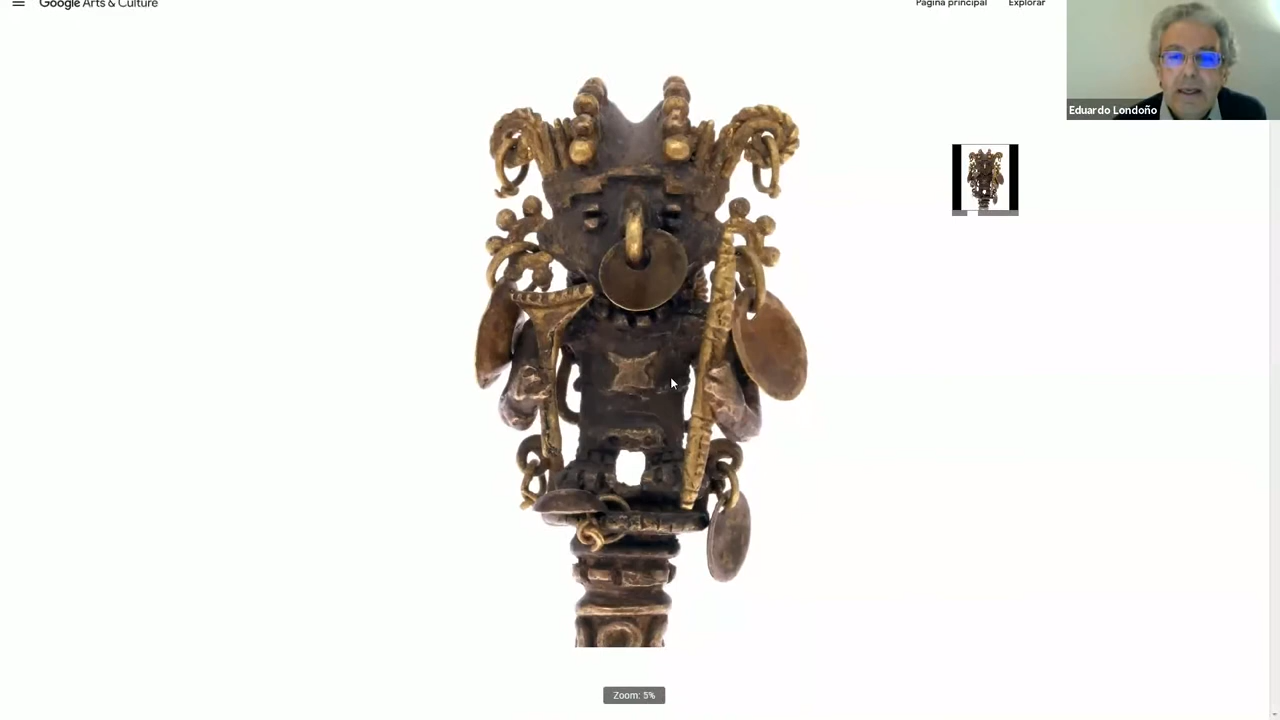 Google Arts & Culture
Página principal
Explorar
Eduardo Londoño
Zoom: 5%